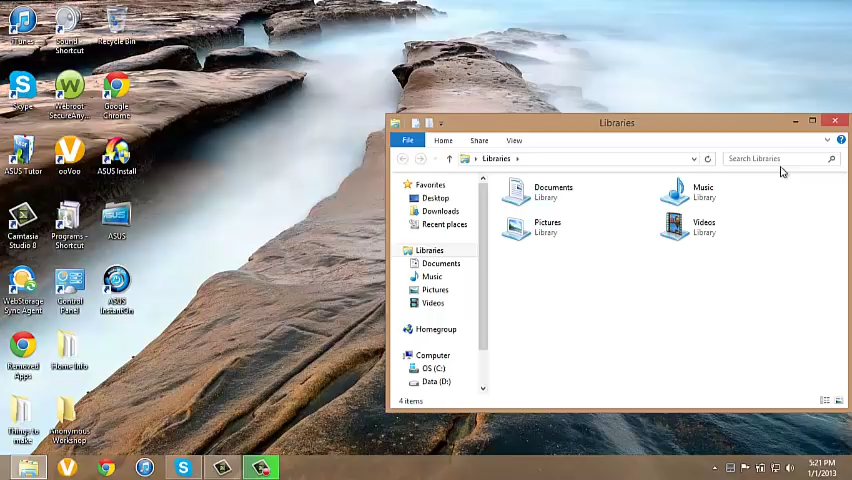 iTunes
Sound - Shortcut
Recycle Bin
Skype
Webroot SecureAny...
Google Chrome
ASUS Tutor
ooVoo
ASUS Install
Camtasia Studio 8
Programs - Shortcut
ASUS
WebStorage Sync Agent
Control Panel
ASUS InstantOn
Removed Apps
Home Info
Things to make
Anonymous Workshop
Libraries
File Home Share View
Libraries
Search Libraries
Favorites
Desktop
Downloads
Recent places
Libraries
Documents
Music
Pictures
Videos
Homegroup
Computer
OS (C:)
Data (D:)
Documents
Library
Music
Library
Pictures
Library
Videos
Library
4 items
5:21 PM
1/1/2013